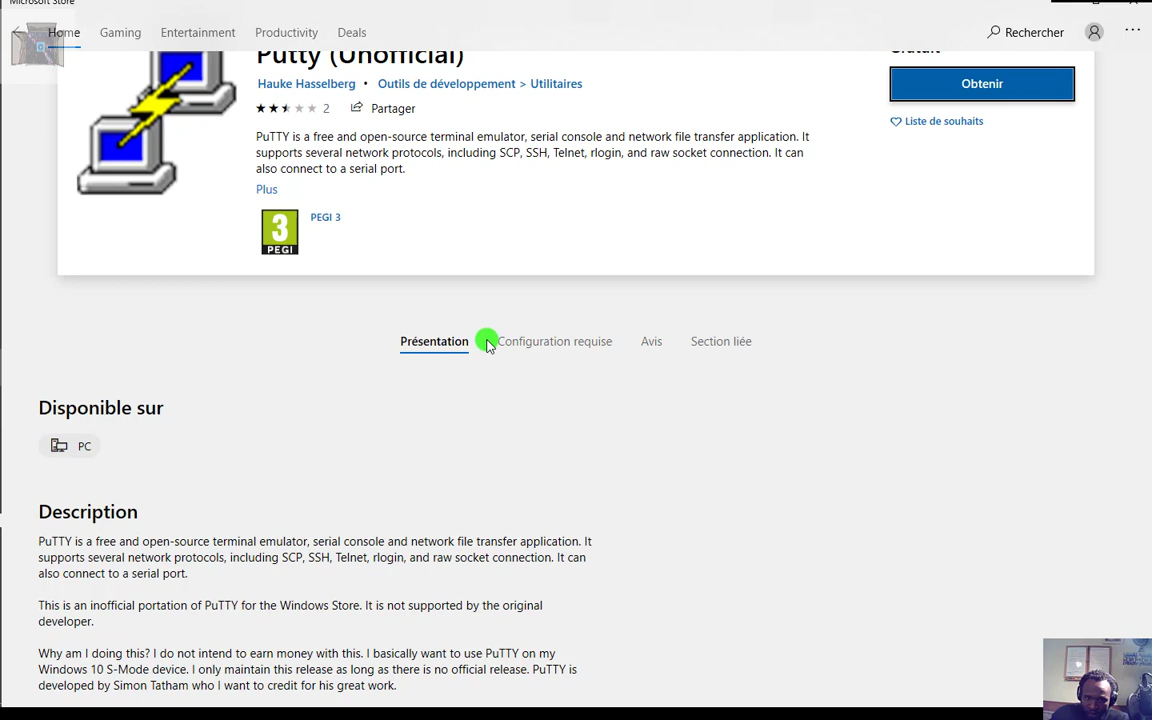 Microsoft Store
Home Gaming Entertainment Productivity Deals Rechercher
Putty (Unofficial)
Gratuit
Hauke Hasselberg • Outils de développement > Utilitaires
Obtenir
2 Partager
Liste de souhaits
PuTTY is a free and open-source terminal emulator, serial console and network file transfer application. It
supports several network protocols, including SCP, SSH, Telnet, rlogin, and raw socket connection. It can
also connect to a serial port.
Plus
3
PEGI
PEGI 3
Présentation Configuration requise Avis Section liée
Disponible sur
PC
Description
PuTTY is a free and open-source terminal emulator, serial console and network file transfer application. It
supports several network protocols, including SCP, SSH, Telnet, rlogin, and raw socket connection. It can
also connect to a serial port.
This is an inofficial portation of PuTTY for the Windows Store. It is not supported by the original
developer.
Why am I doing this? I do not intend to earn money with this. I basically want to use PuTTY on my
Windows 10 S-Mode device. I only maintain this release as long as there is no official release. PuTTY is
developed by Simon Tatham who I want to credit for his great work.